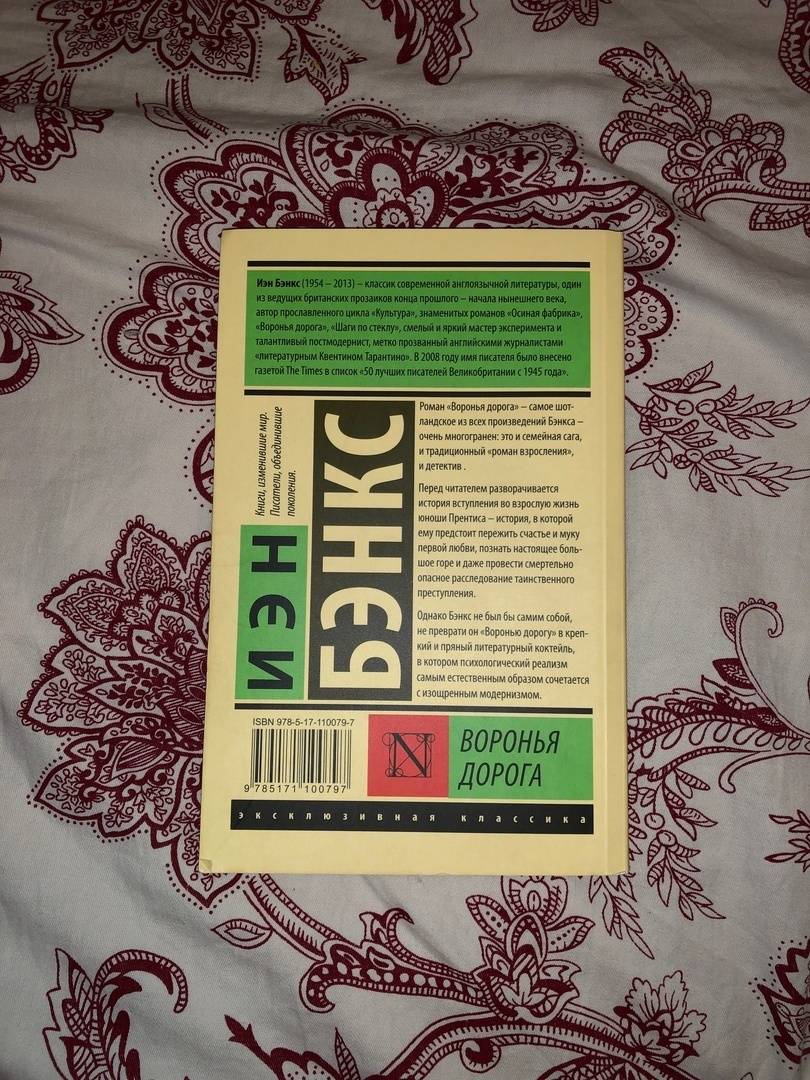 Иэн Бэнкс (1954 – 2013) – классик современной англоязычной литературы, один
из ведущих британских прозаиков конца прошлого – начала нынешнего века,
автор прославленного цикла «Культура», знаменитых романов «Осиная фабрика»,
«Воронья дорога», «Шаги по стеклу», смелый и яркий мастер эксперимента и
талантливый постмодернист, метко прозванный английскими журналистами
«литературным Квентином Тарантино». В 2008 году имя писателя было внесено
газетой The Times в список «50 лучших писателей Великобритании с 1945 года».
Книги, изменившие мир.
Писатели, объединившие
поколения.
ИЭН
БЭНКС
Роман «Воронья дорога» – самое шот-
ландское из всех произведений Бэнкса –
очень многогранен: это и семейная сага,
и традиционный «роман взросления»,
и детектив .
Перед читателем разворачивается
история вступления во взрослую жизнь
юноши Прентиса – история, в которой
ему предстоит пережить счастье и муку
первой любви, познать настоящее боль-
шое горе и даже провести смертельно
опасное расследование таинственного
преступления.
Однако Бэнкс не был бы самим собой,
не преврати он «Воронью дорогу» в креп-
кий и пряный литературный коктейль,
в котором психологический реализм
самым естественным образом сочетается
с изощренным модернизмом.
ISBN 978-5-17-110079-7
9 785171 100797
N
ВОРОНЬЯ
ДОРОГА
эксклюзивная классика